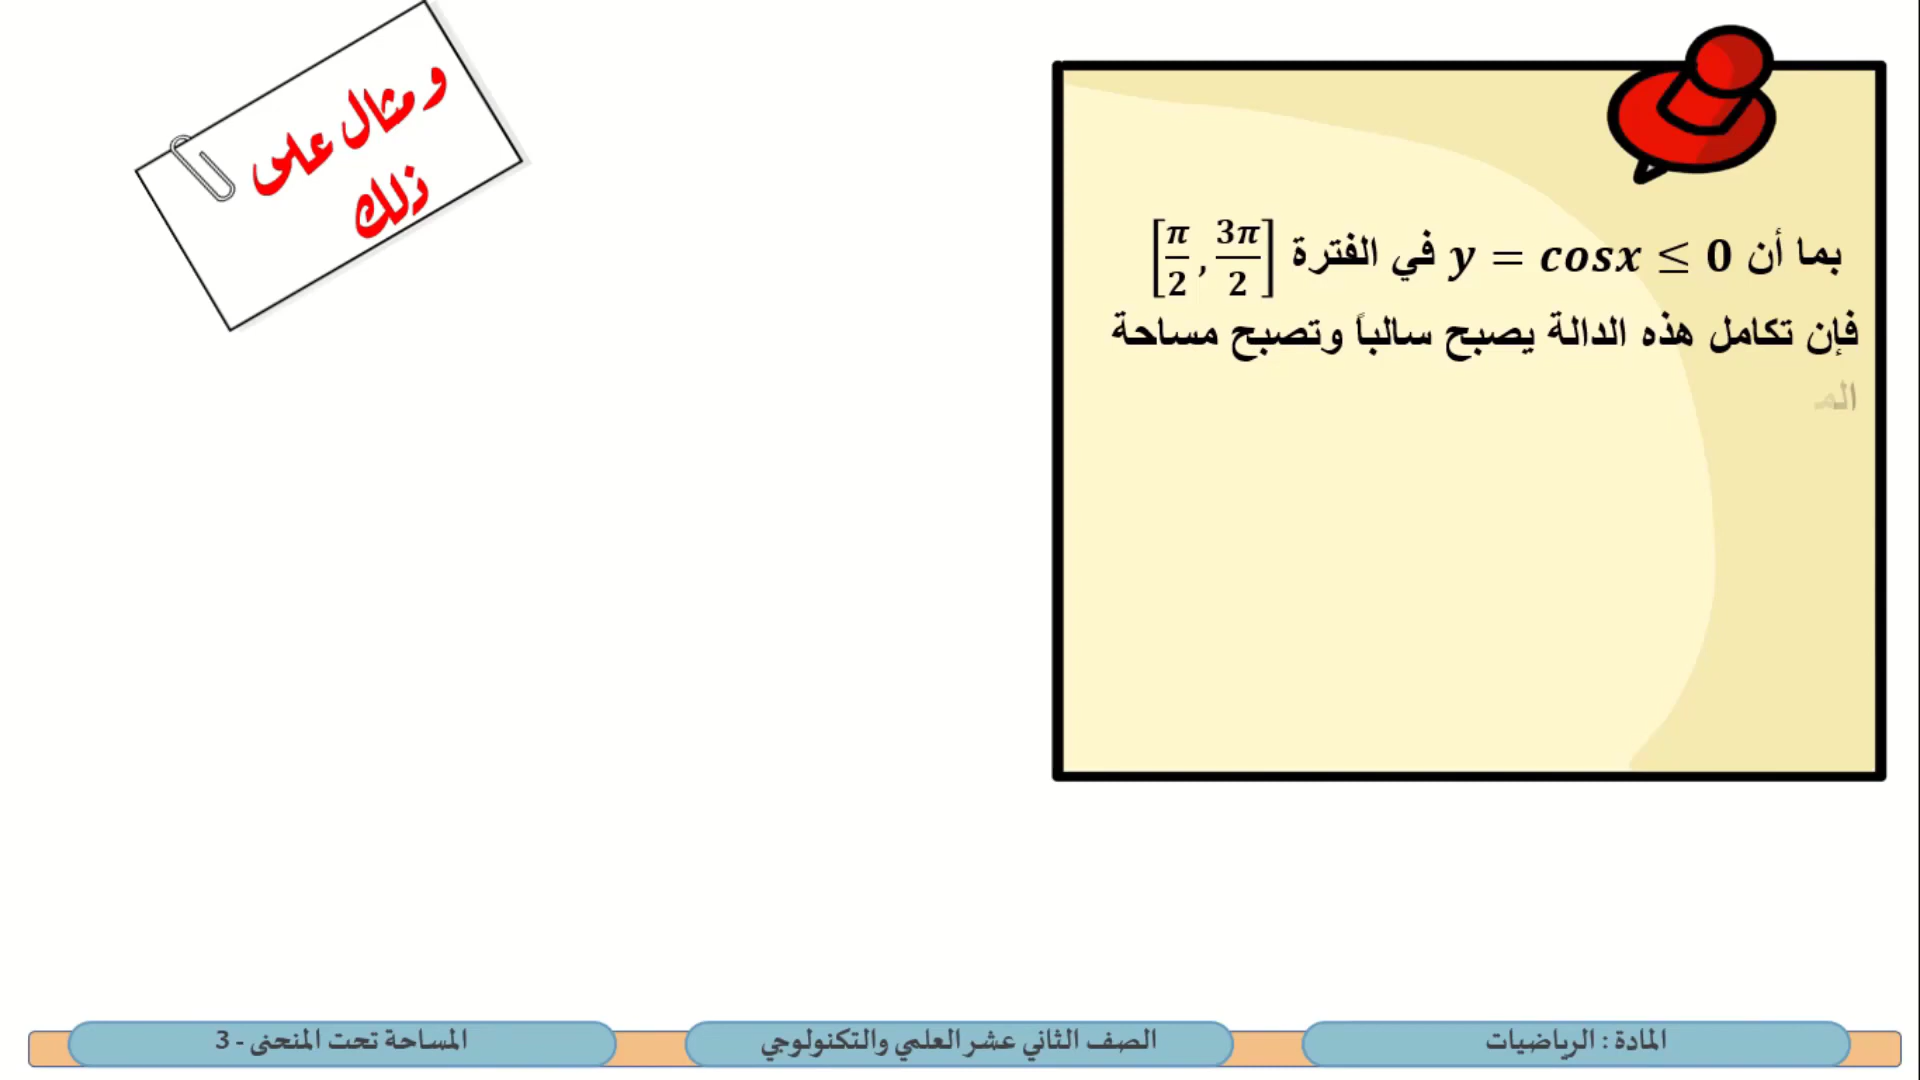 ومثال على
ذلك
بما أن y = cosx ≤ 0 في الفترة [π/2, 3π/2]
فإن تكامل هذه الدالة يصبح سالباً وتصبح مساحة
المادة : الرياضيات
الصف الثاني عشر العلمي والتكنولوجي
المساحة تحت المنحنى - 3